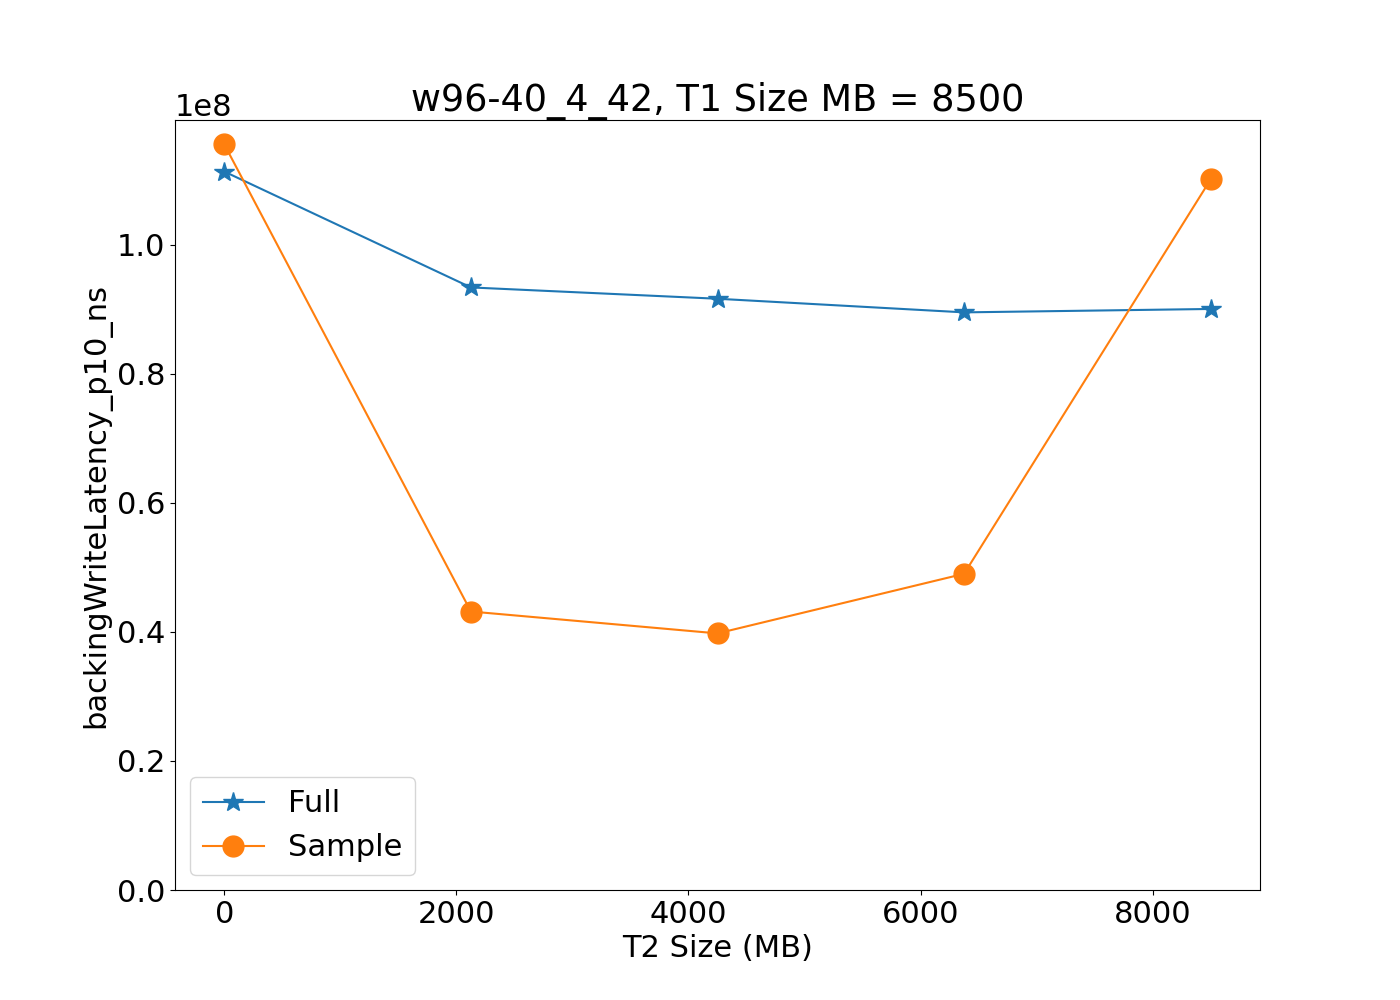 w96-40_4_42, T1 Size MB = 8500
1e8
1.0
0.8
0.6
0.4
0.2
0.0
backingWriteLatency_p10_ns
Full
Sample
0 2000 4000 6000 8000
T2 Size (MB)